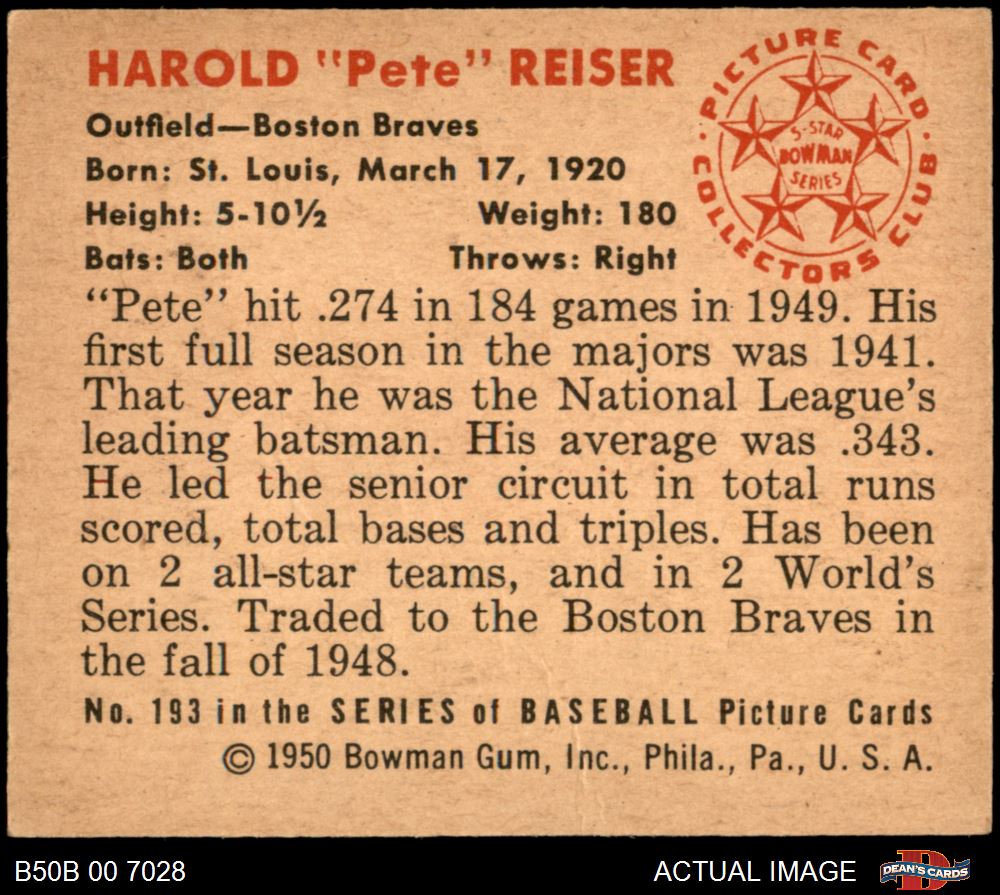 HAROLD "Pete" REISER
Outfield—Boston Braves
Born: St. Louis, March 17, 1920
Height: 5-10½ Weight: 180
Bats: Both Throws: Right
PICTURE CARD
COLLECTORS CLUB
5-STAR
BOWMAN
SERIES
"Pete" hit .274 in 184 games in 1949. His
first full season in the majors was 1941.
That year he was the National League's
leading batsman. His average was .343.
He led the senior circuit in total runs
scored, total bases and triples. Has been
on 2 all-star teams, and in 2 World's
Series. Traded to the Boston Braves in
the fall of 1948.
No. 193 in the SERIES of BASEBALL Picture Cards
© 1950 Bowman Gum, Inc., Phila., Pa., U. S. A.
B50B 00 7028
ACTUAL IMAGE
D
DEAN'S CARDS